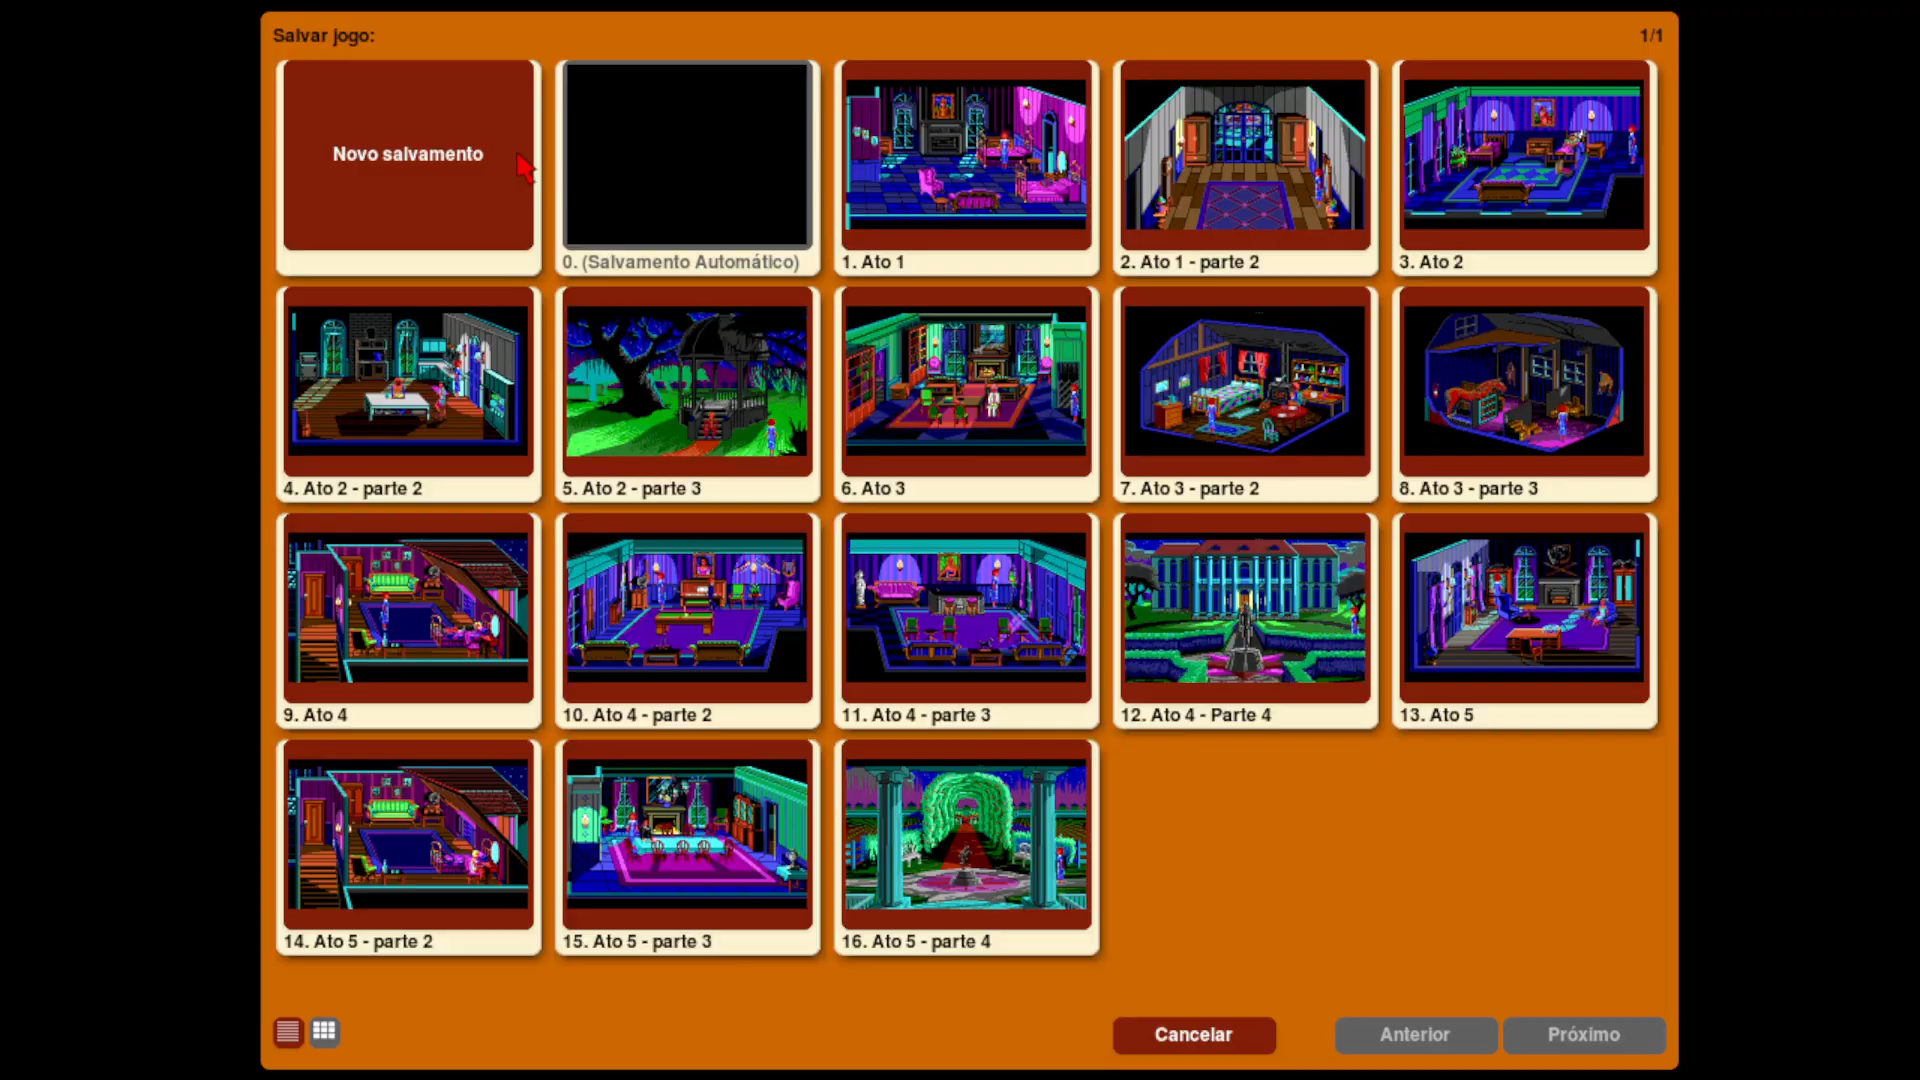 Salvar jogo:
1/1
Novo salvamento
0. (Salvamento Automático)
1. Ato 1
2. Ato 1 - parte 2
3. Ato 2
4. Ato 2 - parte 2
5. Ato 2 - parte 3
6. Ato 3
7. Ato 3 - parte 2
8. Ato 3 - parte 3
9. Ato 4
10. Ato 4 - parte 2
11. Ato 4 - parte 3
12. Ato 4 - Parte 4
13. Ato 5
14. Ato 5 - parte 2
15. Ato 5 - parte 3
16. Ato 5 - parte 4
Cancelar
Anterior
Próximo